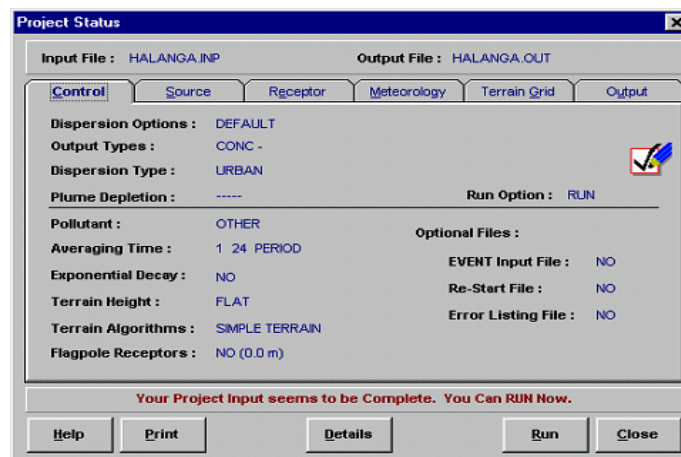 Project Status
Input File : HALANGA.INP Output File : HALANGA.OUT
Control Source Receptor Meteorology Terrain Grid Output
Dispersion Options : DEFAULT
Output Types : CONC -
Dispersion Type : URBAN
Plume Depletion : ----- Run Option : RUN
Pollutant : OTHER
Optional Files :
Averaging Time : 1 24 PERIOD
EVENT Input File : NO
Exponential Decay : NO
Re-Start File : NO
Terrain Height : FLAT
Error Listing File : NO
Terrain Algorithms : SIMPLE TERRAIN
Flagpole Receptors : NO (0.0 m)
Your Project Input seems to be Complete. You Can RUN Now.
Help Print Details Run Close